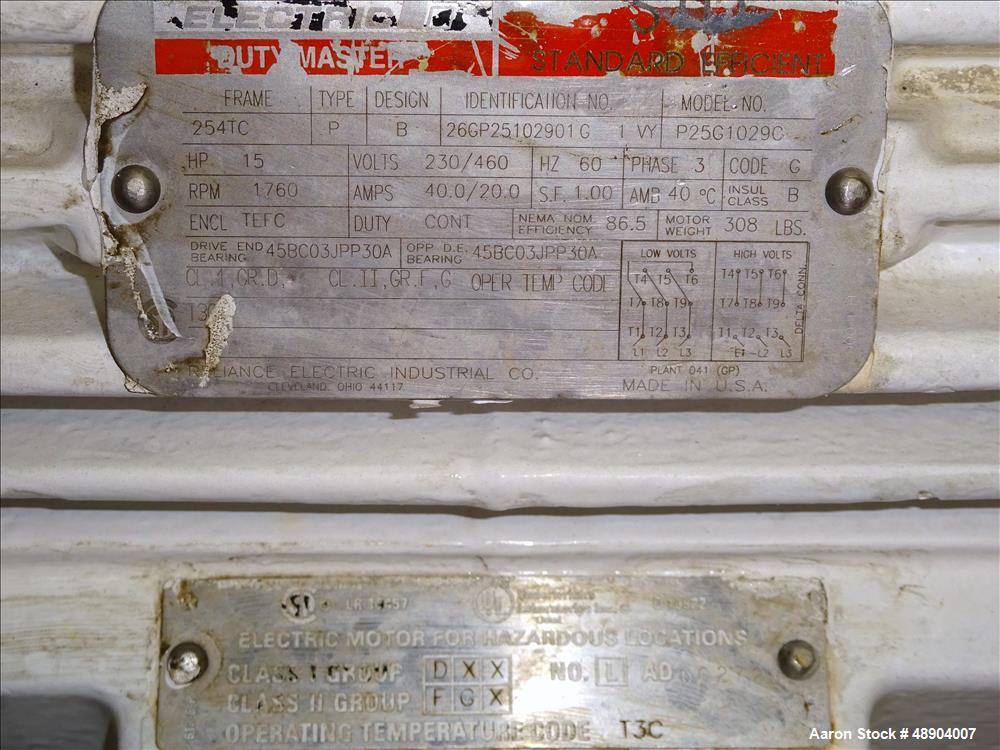 ELECTRIC
DUTY MASTER STANDARD EFFICIENT
FRAME TYPE DESIGN IDENTIFICATION NO. MODEL NO.
254TC P B 26GP25102901G 1 VY P25G1029C
HP 15 VOLTS 230/460 HZ 60 PHASE 3 CODE G
RPM 1760 AMPS 40.0/20.0 S.F. 1.00 AMB 40 °C INSUL CLASS B
ENCL TEFC DUTY CONT NEMA NOM EFFICIENCY 86.5 MOTOR WEIGHT 308 LBS.
DRIVE END BEARING 45BC03JPP30A OPP D.E. BEARING 45BC03JPP30A
LOW VOLTS HIGH VOLTS
CL.I,GR.D, CL.II,GR.F,G OPER TEMP CODE
T4 T5 T6 T4 T5 T6
T7 T8 T9 T7 T8 T9
T1 T2 T3 T1 T2 T3
L1 L2 L3 L1 L2 L3
DELTA CONN.
RELIANCE ELECTRIC INDUSTRIAL CO. PLANT 041 (GP)
CLEVELAND, OHIO 44117 MADE IN U.S.A.
ELECTRIC MOTOR FOR HAZARDOUS LOCATIONS
CLASS I GROUP D X X NO. L AD
CLASS II GROUP F G X
OPERATING TEMPERATURE CODE T3C
Aaron Stock # 48904007